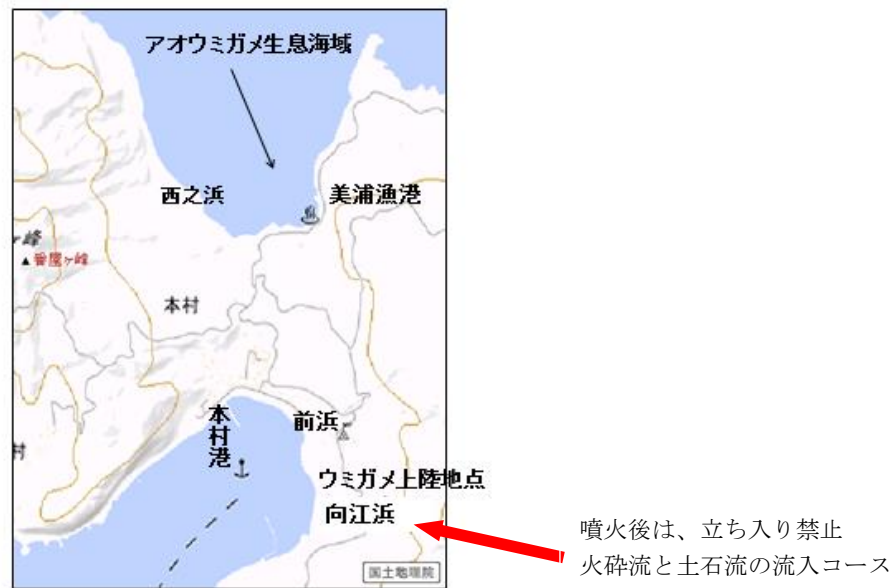 アオウミガメ生息海域
西之浜
美浦漁港
ヶ峰
▲番屋ヶ峰
本村
本村港
前浜
村
ウミガメ上陸地点
向江浜
国土地理院
噴火後は、立ち入り禁止
火砕流と土石流の流入コース